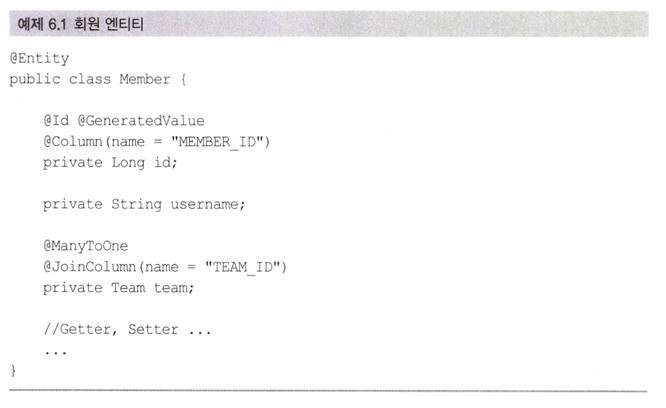 예제 6.1 회원 엔티티
@Entity
public class Member {
@Id @GeneratedValue
@Column(name = "MEMBER_ID")
private Long id;
private String username;
@ManyToOne
@JoinColumn(name = "TEAM_ID")
private Team team;
//Getter, Setter ...
...
}